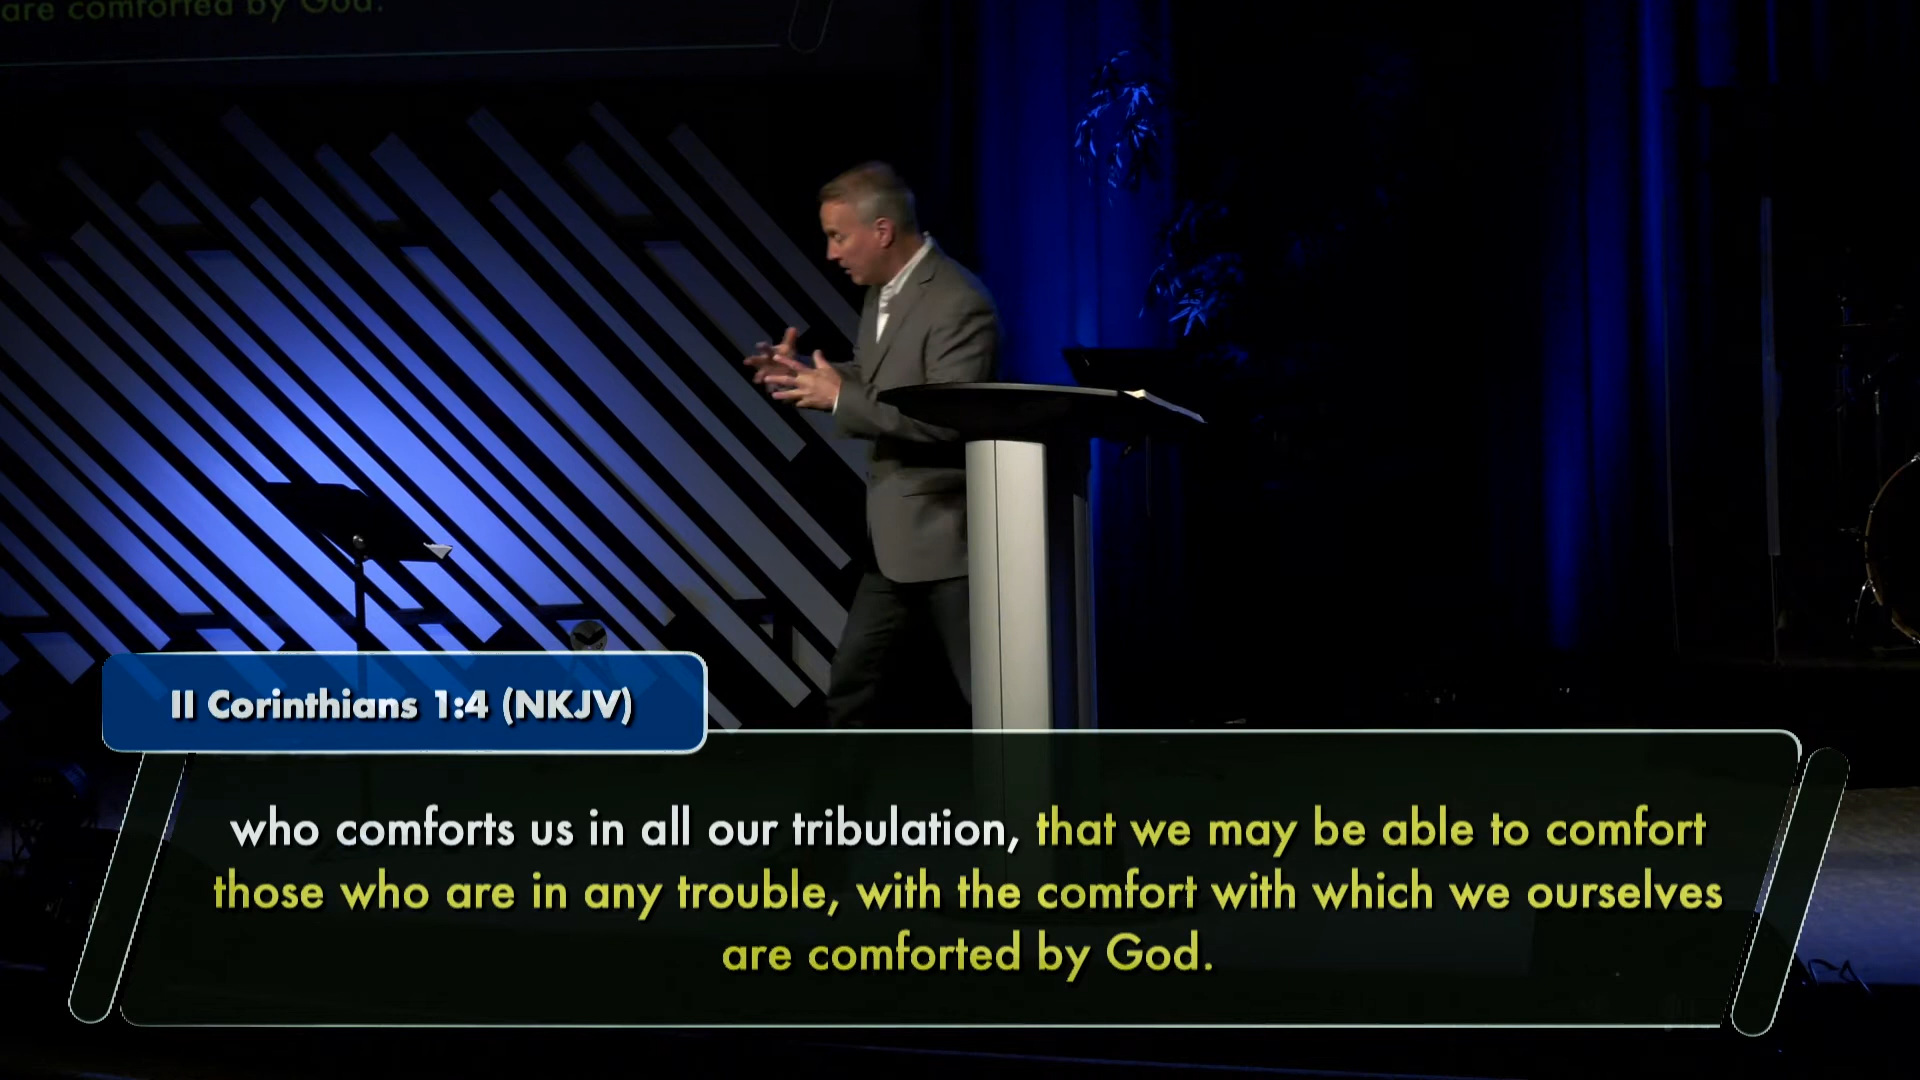 are comforted by God.
II Corinthians 1:4 (NKJV)
who comforts us in all our tribulation, that we may be able to comfort
those who are in any trouble, with the comfort with which we ourselves
are comforted by God.